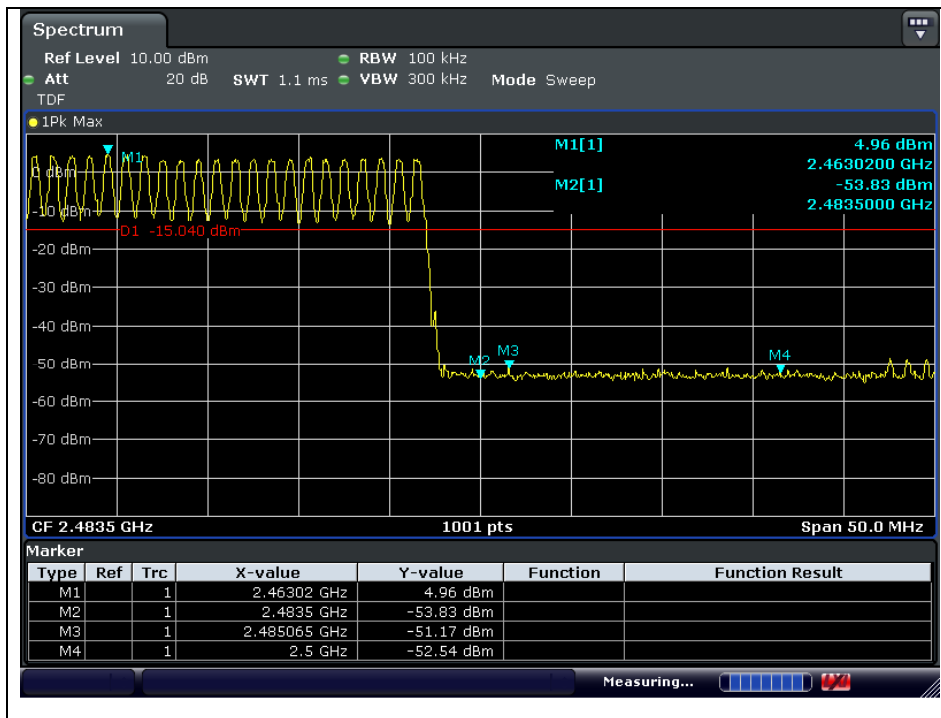 Spectrum
Ref Level 10.00 dBm RBW 100 kHz
Att 20 dB SWT 1.1 ms VBW 300 kHz Mode Sweep
TDF
1Pk Max
M1[1] 4.96 dBm
2.4630200 GHz
M2[1] -53.83 dBm
2.4835000 GHz
M1
0 dBm
-10 dBm
D1 -15.040 dBm
-20 dBm
-30 dBm
-40 dBm
M2 M3 M4
50 dBm
-60 dBm
-70 dBm
-80 dBm
CF 2.4835 GHz 1001 pts Span 50.0 MHz
Marker
Type Ref Trc X-value Y-value Function Function Result
M1 1 2.46302 GHz 4.96 dBm
M2 1 2.4835 GHz -53.83 dBm
M3 1 2.485065 GHz -51.17 dBm
M4 1 2.5 GHz -52.54 dBm
Measuring...